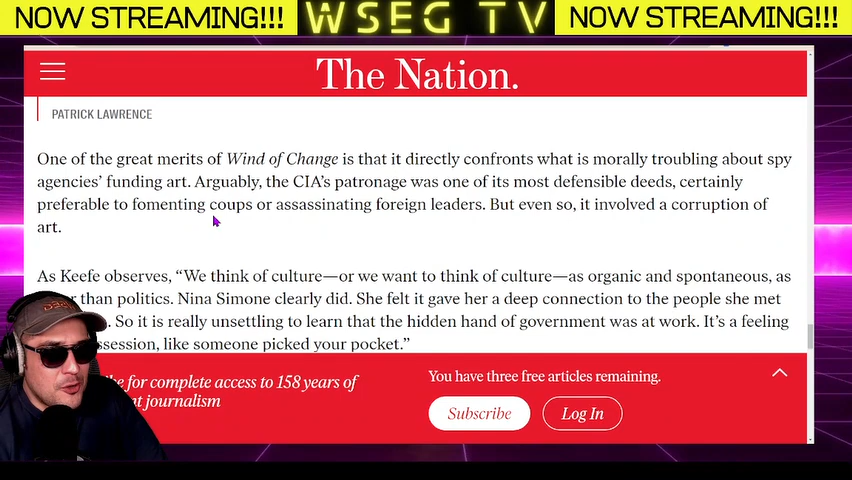 NOW STREAMING!!! WSEG TV NOW STREAMING!!!
The Nation.
PATRICK LAWRENCE
One of the great merits of Wind of Change is that it directly confronts what is morally troubling about spy
agencies' funding art. Arguably, the CIA's patronage was one of its most defensible deeds, certainly
preferable to fomenting coups or assassinating foreign leaders. But even so, it involved a corruption of
art.
As Keefe observes, “We think of culture—or we want to think of culture—as organic and spontaneous, as
than politics. Nina Simone clearly did. She felt it gave her a deep connection to the people she met
So it is really unsettling to learn that the hidden hand of government was at work. It's a feeling
like someone picked your pocket.”
for complete access to 158 years of
journalism
You have three free articles remaining.
Subscribe
Log In